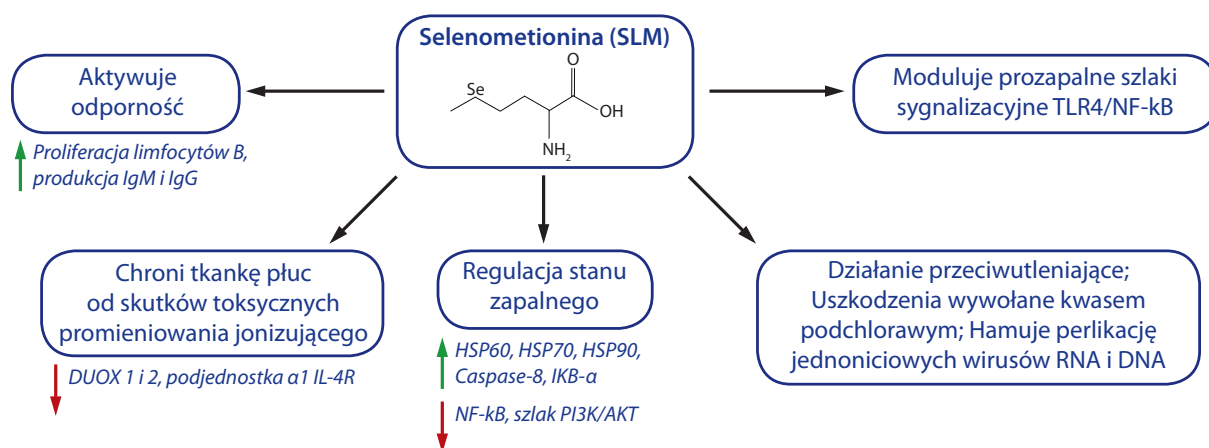 Selenometionina (SLM)
Se
O
OH
NH2
Aktywuje
odporność
Proliferacja limfocytów B,
produkcja IgM i IgG
Moduluje prozapalne szlaki
sygnalizacyjne TLR4/NF-kB
Chroni tkankę płuc
od skutków toksycznych
promieniowania jonizującego
DUOX 1 i 2, podjednostka α1 IL-4R
Regulacja stanu
zapalnego
HSP60, HSP70, HSP90,
Caspase-8, IKB-α
NF-kB, szlak PI3K/AKT
Działanie przeciwutleniające;
Uszkodzenia wywołane kwasem
podchlorawym; Hamuje perlikację
jednoniciowych wirusów RNA i DNA